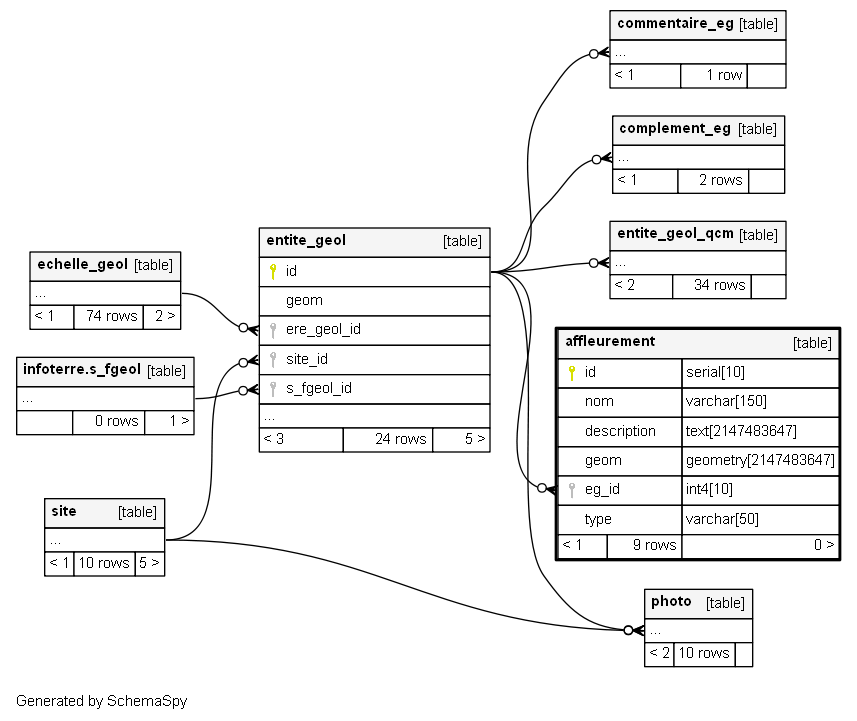 commentaire_eg [table]
...
< 1 1 row
complement_eg [table]
...
< 1 2 rows
entite_geol_qcm [table]
...
< 2 34 rows
echelle_geol [table]
...
< 1 74 rows 2 >
infoterre.s_fgeol [table]
...
0 rows 1 >
site [table]
...
< 1 10 rows 5 >
entite_geol [table]
id
geom
ere_geol_id
site_id
s_fgeol_id
...
< 3 24 rows 5 >
affleurement [table]
id serial[10]
nom varchar[150]
description text[2147483647]
geom geometry[2147483647]
eg_id int4[10]
type varchar[50]
< 1 9 rows 0 >
photo [table]
...
< 2 10 rows
Generated by SchemaSpy